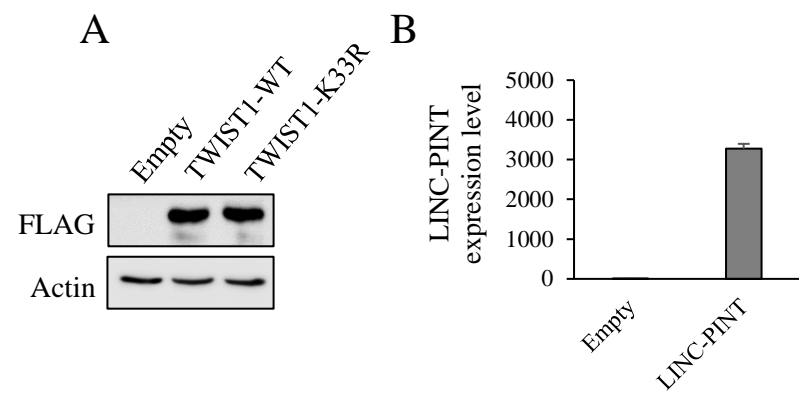 A
Empty
TWIST1-WT
TWIST1-K33R
FLAG
Actin
B
LINC-PINT
expression level
5000
4000
3000
2000
1000
0
Empty
LINC-PINT